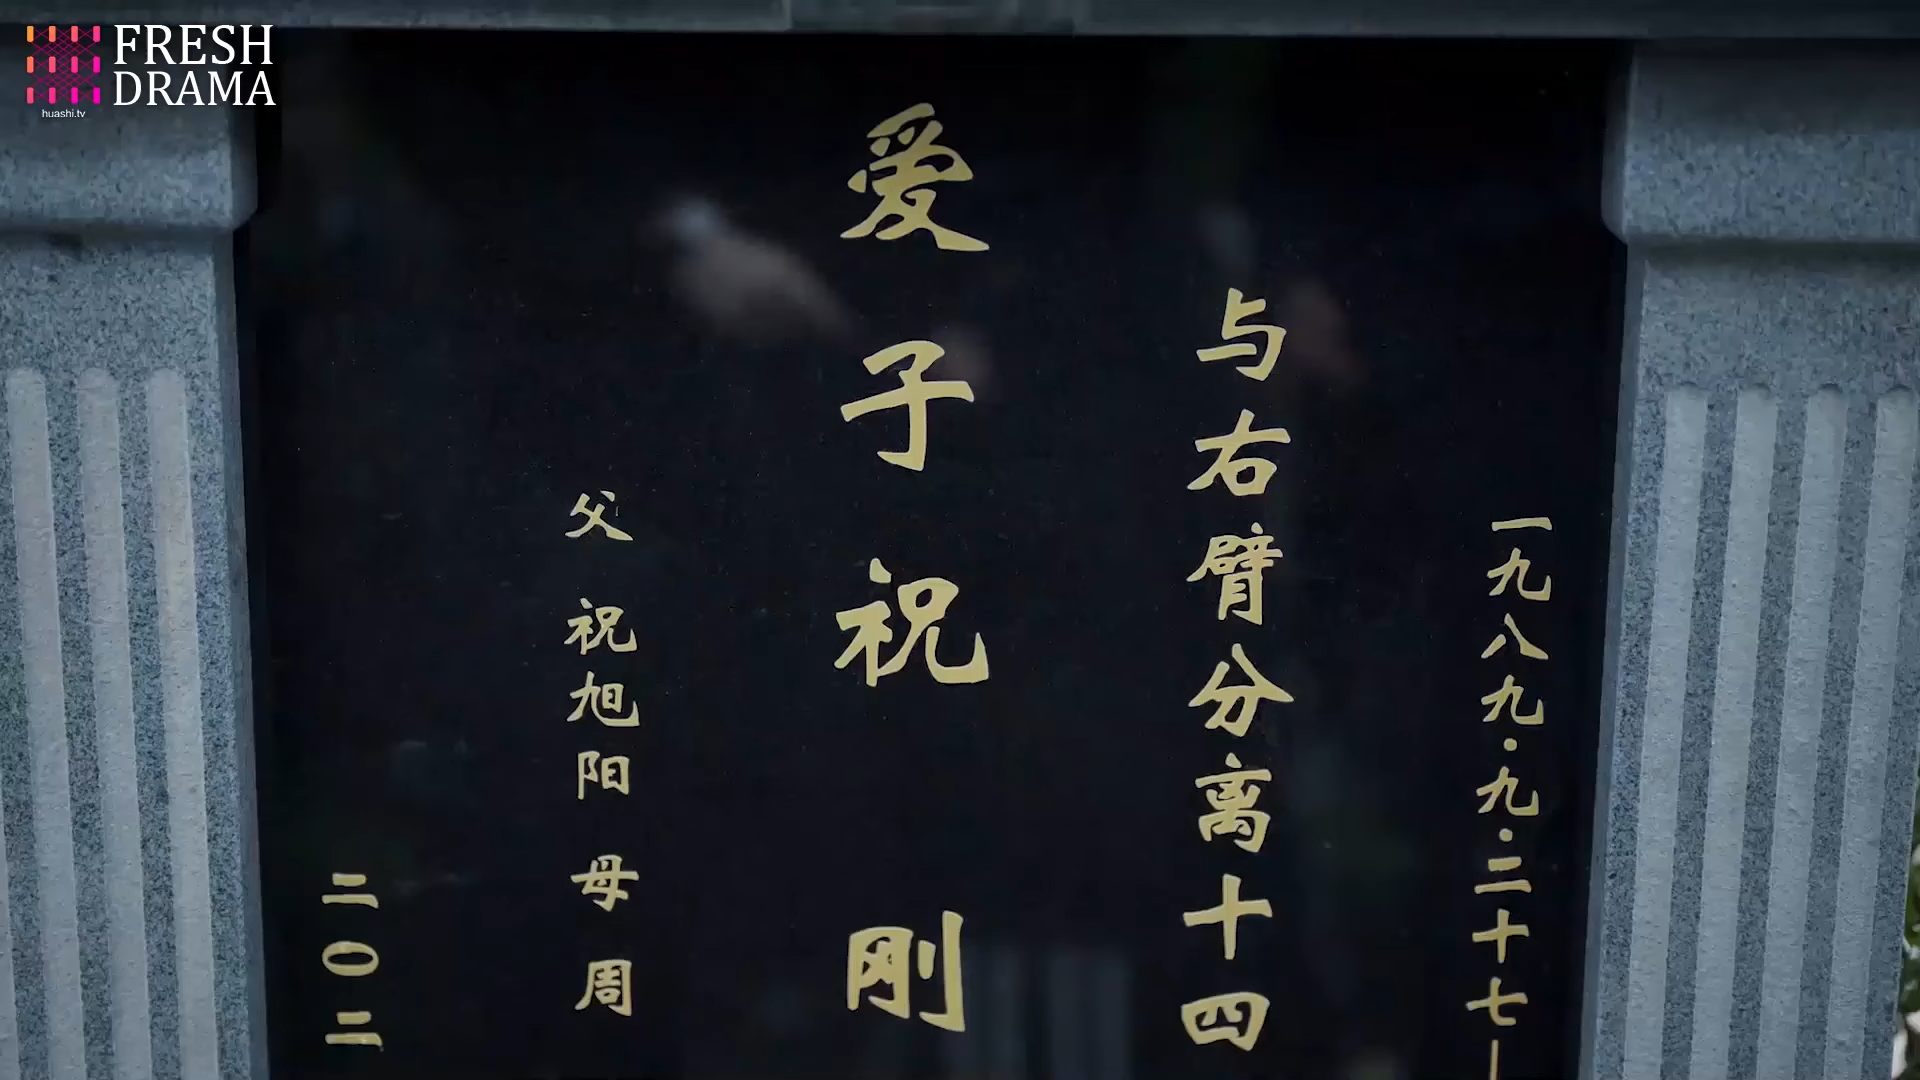 FRESH
DRAMA
huashi.tv
一九八九·九·二十七—
与右臂分离十四
爱子祝刚
父 祝旭阳 母 周
二〇二